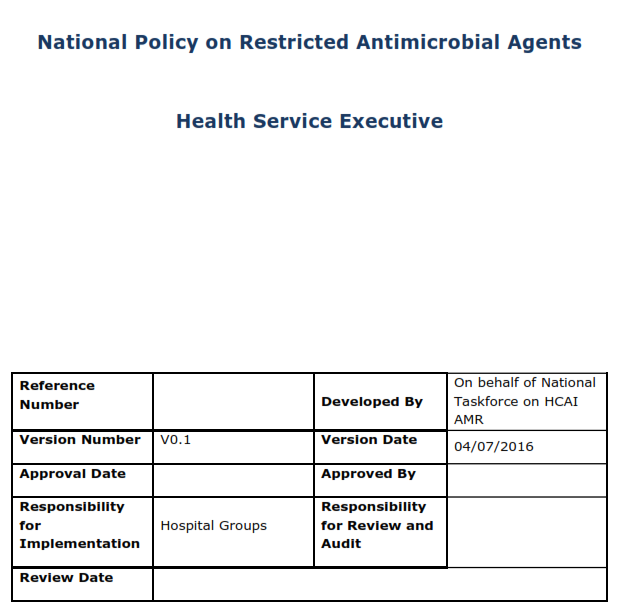 National Policy on Restricted Antimicrobial Agents
Health Service Executive
Reference
Number
Developed By
On behalf of National
Taskforce on HCAI
AMR
Version Number
V0.1
Version Date
04/07/2016
Approval Date
Approved By
Responsibility
for
Implementation
Hospital Groups
Responsibility
for Review and
Audit
Review Date